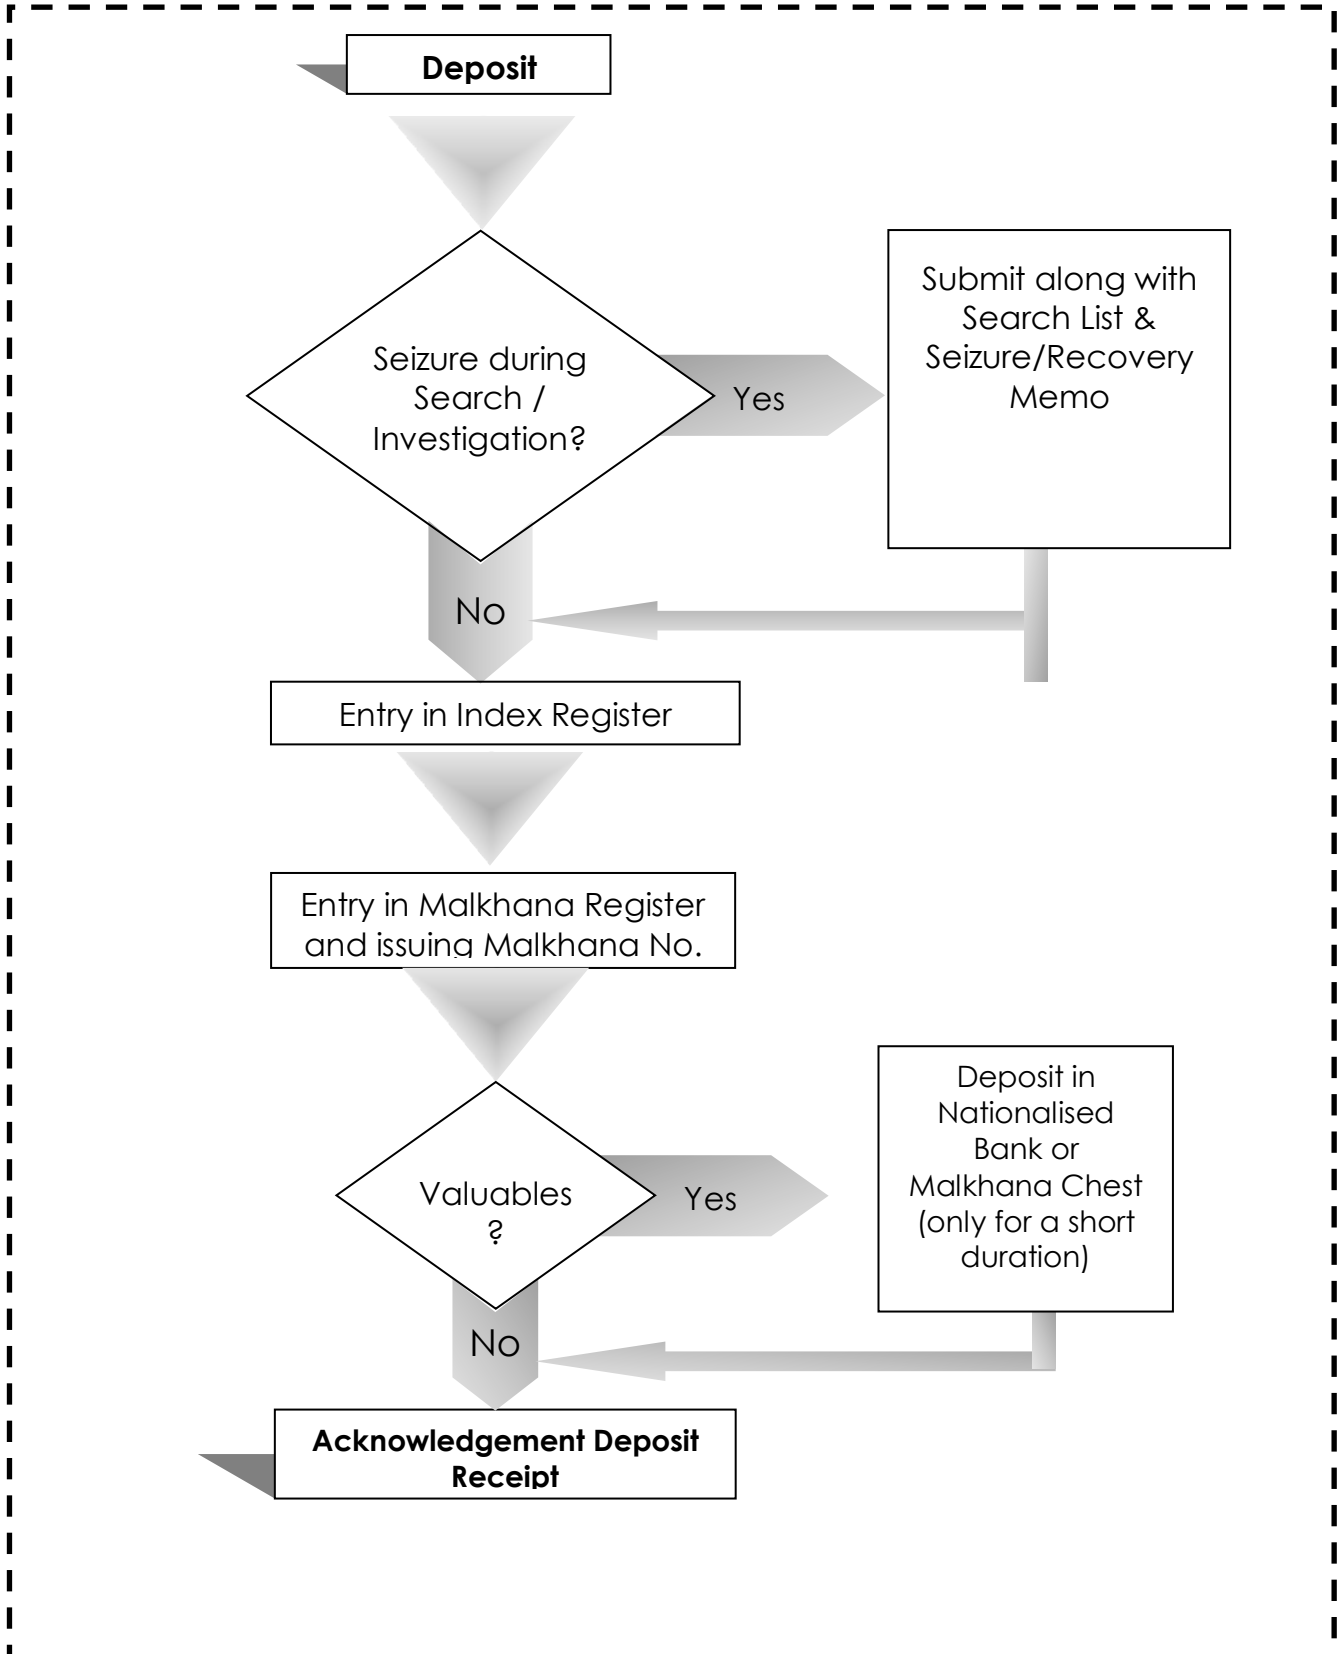 Deposit
Seizure during
Search /
Investigation?
Yes
Submit along with
Search List &
Seizure/Recovery
Memo
No
Entry in Index Register
Entry in Malkhana Register
and issuing Malkhana No.
Valuables
?
Yes
Deposit in
Nationalised
Bank or
Malkhana Chest
(only for a short
duration)
No
Acknowledgement Deposit
Receipt